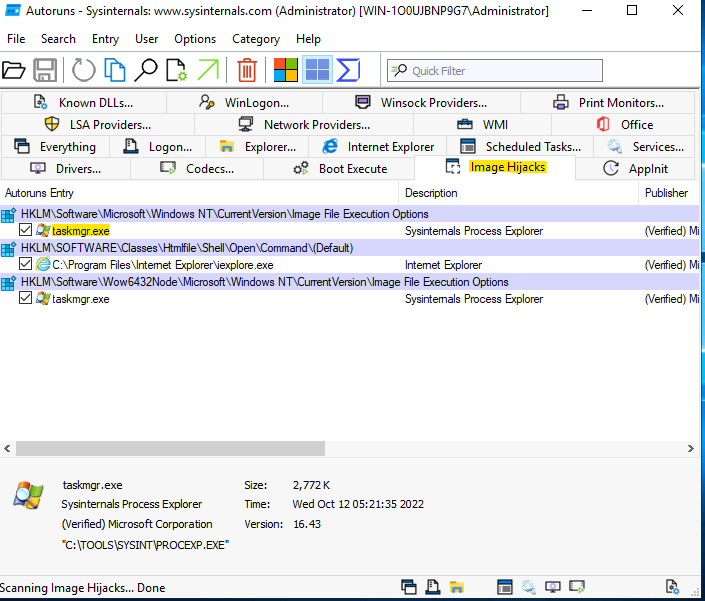 Autoruns - Sysinternals: www.sysinternals.com (Administrator) [WIN-1O0UJBNP9G7\Administrator]
File Search Entry User Options Category Help
Quick Filter
Known DLLs... WinLogon... Winsock Providers... Print Monitors...
LSA Providers... Network Providers... WMI Office
Everything Logon... Explorer... Internet Explorer Scheduled Tasks... Services...
Drivers... Codecs... Boot Execute Image Hijacks AppInit
Autoruns Entry Description Publisher
HKLM\Software\Microsoft\Windows NT\CurrentVersion\Image File Execution Options
taskmgr.exe Sysinternals Process Explorer (Verified) Mi
HKLM\SOFTWARE\Classes\Htmlfile\Shell\Open\Command\(Default)
C:\Program Files\Internet Explorer\iexplore.exe Internet Explorer (Verified) Mi
HKLM\Software\Wow6432Node\Microsoft\Windows NT\CurrentVersion\Image File Execution Options
taskmgr.exe Sysinternals Process Explorer (Verified) Mi
taskmgr.exe Size: 2,772 K
Sysinternals Process Explorer Time: Wed Oct 12 05:21:35 2022
(Verified) Microsoft Corporation Version: 16.43
"C:\TOOLS\SYSINT\PROCEXP.EXE"
Scanning Image Hijacks... Done